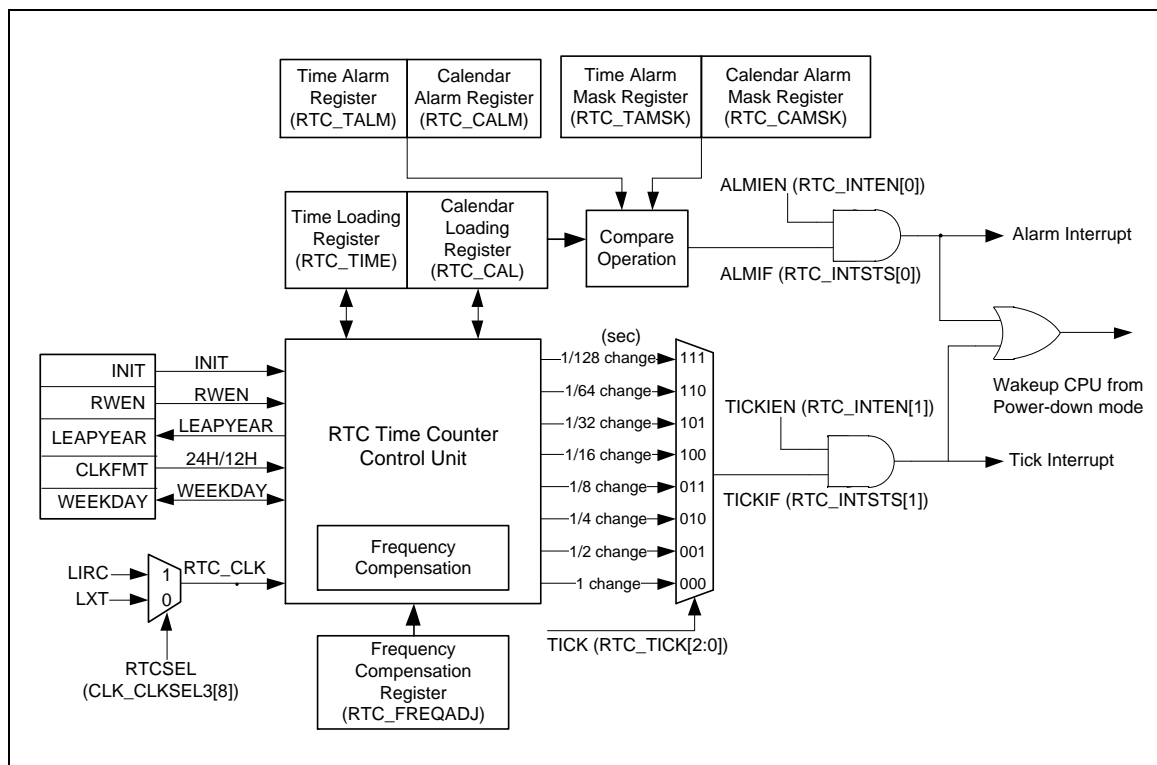 Time Alarm
Register
(RTC_TALM)
Calendar
Alarm Register
(RTC_CALM)
Time Alarm
Mask Register
(RTC_TAMSK)
Calendar Alarm
Mask Register
(RTC_CAMSK)
Time Loading
Register
(RTC_TIME)
Calendar
Loading
Register
(RTC_CAL)
Compare
Operation
ALMIEN (RTC_INTEN[0])
ALMIF (RTC_INTSTS[0])
Alarm Interrupt
INIT
RWEN
LEAPYEAR
CLKFMT
WEEKDAY
INIT
RWEN
LEAPYEAR
24H/12H
WEEKDAY
RTC Time Counter
Control Unit
Frequency
Compensation
(sec)
1/128 change
1/64 change
1/32 change
1/16 change
1/8 change
1/4 change
1/2 change
1 change
111
110
101
100
011
010
001
000
TICKIEN (RTC_INTEN[1])
TICKIF (RTC_INTSTS[1])
Wakeup CPU from
Power-down mode
Tick Interrupt
LIRC
LXT
1
0
RTC_CLK
RTCSEL
(CLK_CLKSEL3[8])
TICK (RTC_TICK[2:0])
Frequency
Compensation
Register
(RTC_FREQADJ)